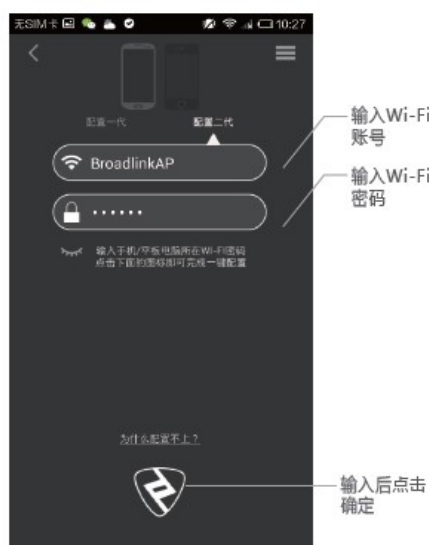 无SIM卡 10:27
配置一代 配置二代
BroadlinkAP
······
输入手机/平板电脑所在Wi-Fi密码
点击下面的图标即可完成一键配置
为什么配置不上？
输入Wi-Fi
账号
输入Wi-Fi
密码
输入后点击
确定